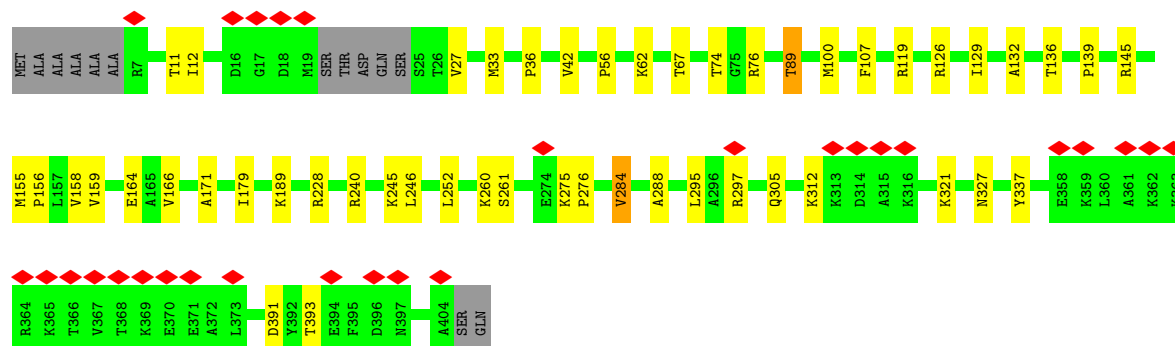 MET ALA ALA ALA ALA ALA R7 T11 I12 D16 G17 D18 M19 SER THR ASP GLN SER S25 T26 V27 M33 P36 V42 P56 K62 T67 T74 G75 R76 T89 M100 F107 R119 R126 I129 A132 T136 P139 R145
M155 P156 L157 V158 V159 E164 A165 V166 A171 I179 K189 R228 R240 K245 L246 L252 K260 S261 E274 K275 P276 V284 A288 L295 A296 R297 Q305 K312 K313 D314 A315 K316 K321 N327 Y337 E358 K359 L360 A361 K362
R364 K365 T366 V367 T368 K369 E370 E371 A372 L373 D391 Y392 T393 E394 F395 D396 N397 A404 SER GLN